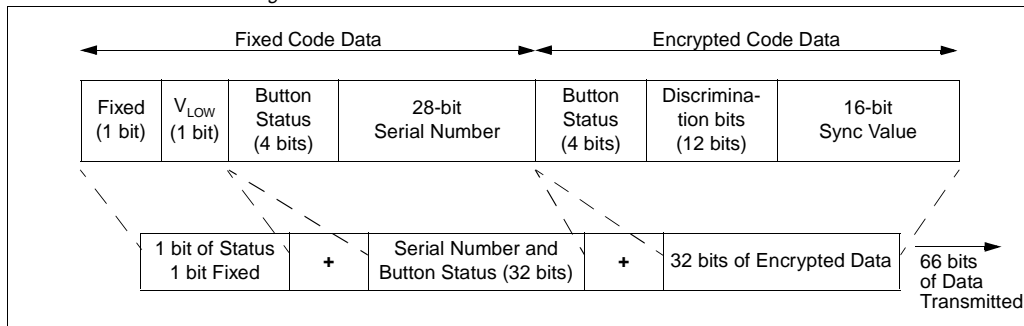 Fixed Code Data
Encrypted Code Data
Fixed
(1 bit)
VLOW
(1 bit)
Button
Status
(4 bits)
28-bit
Serial Number
Button
Status
(4 bits)
Discrimina-
tion bits
(12 bits)
16-bit
Sync Value
1 bit of Status
1 bit Fixed
+
Serial Number and
Button Status (32 bits)
+
32 bits of Encrypted Data
66 bits
of Data
Transmitted